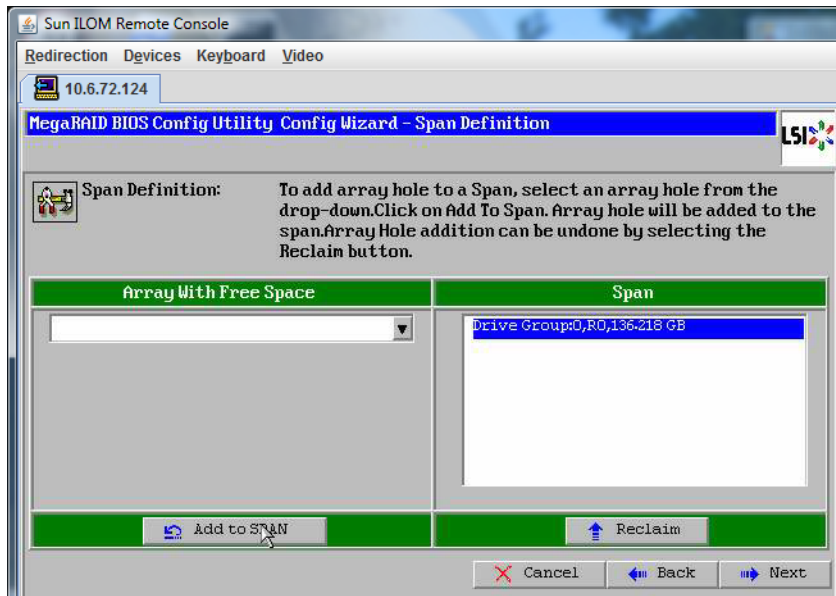 Sun ILOM Remote Console
Redirection Devices Keyboard Video
10.6.72.124
MegaRAID BIOS Config Utility Config Wizard - Span Definition
LSI
Span Definition:
To add array hole to a Span, select an array hole from the
drop-down.Click on Add To Span. Array hole will be added to the
span.Array Hole addition can be undone by selecting the
Reclaim button.
Array With Free Space
Span
Drive Group:0,R0,136.218 GB
Add to SPAN
Reclaim
Cancel
Back
Next